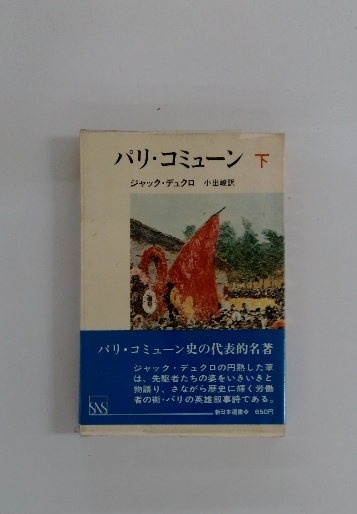 パリ・コミューン 下
ジャック・デュクロ 小出峻訳
パリ・コミューン史の代表的名著
ジャック・デュクロの円熟した筆
は、先駆者たちの姿をいきいきと
物語り、さながら歴史に輝く労働
者の街・パリの英雄叙事詩である。
SNS
新日本選書 650円